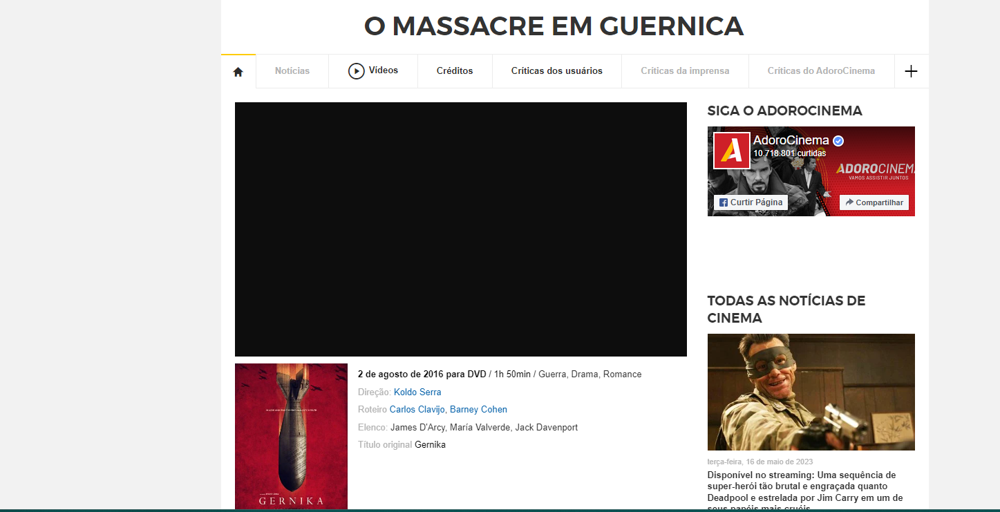 O MASSACRE EM GUERNICA
Notícias
Vídeos
Créditos
Críticas dos usuários
Críticas da imprensa
Críticas do AdoroCinema
2 de agosto de 2016 para DVD / 1h 50min / Guerra, Drama, Romance
Direção: Koldo Serra
Roteiro Carlos Clavijo, Barney Cohen
Elenco: James D'Arcy, María Valverde, Jack Davenport
Título original Gernika
GERNIKA
SIGA O ADOROCINEMA
AdoroCinema
10.718.801 curtidas
ADOROCINEMA
VAMOS ASSISTIR JUNTOS
Curtir Página
Compartilhar
TODAS AS NOTÍCIAS DE
CINEMA
terça-feira, 16 de maio de 2023
Disponível no streaming: Uma sequência de
super-herói tão brutal e engraçada quanto
Deadpool e estrelada por Jim Carry em um de
seus papéis mais cruéis